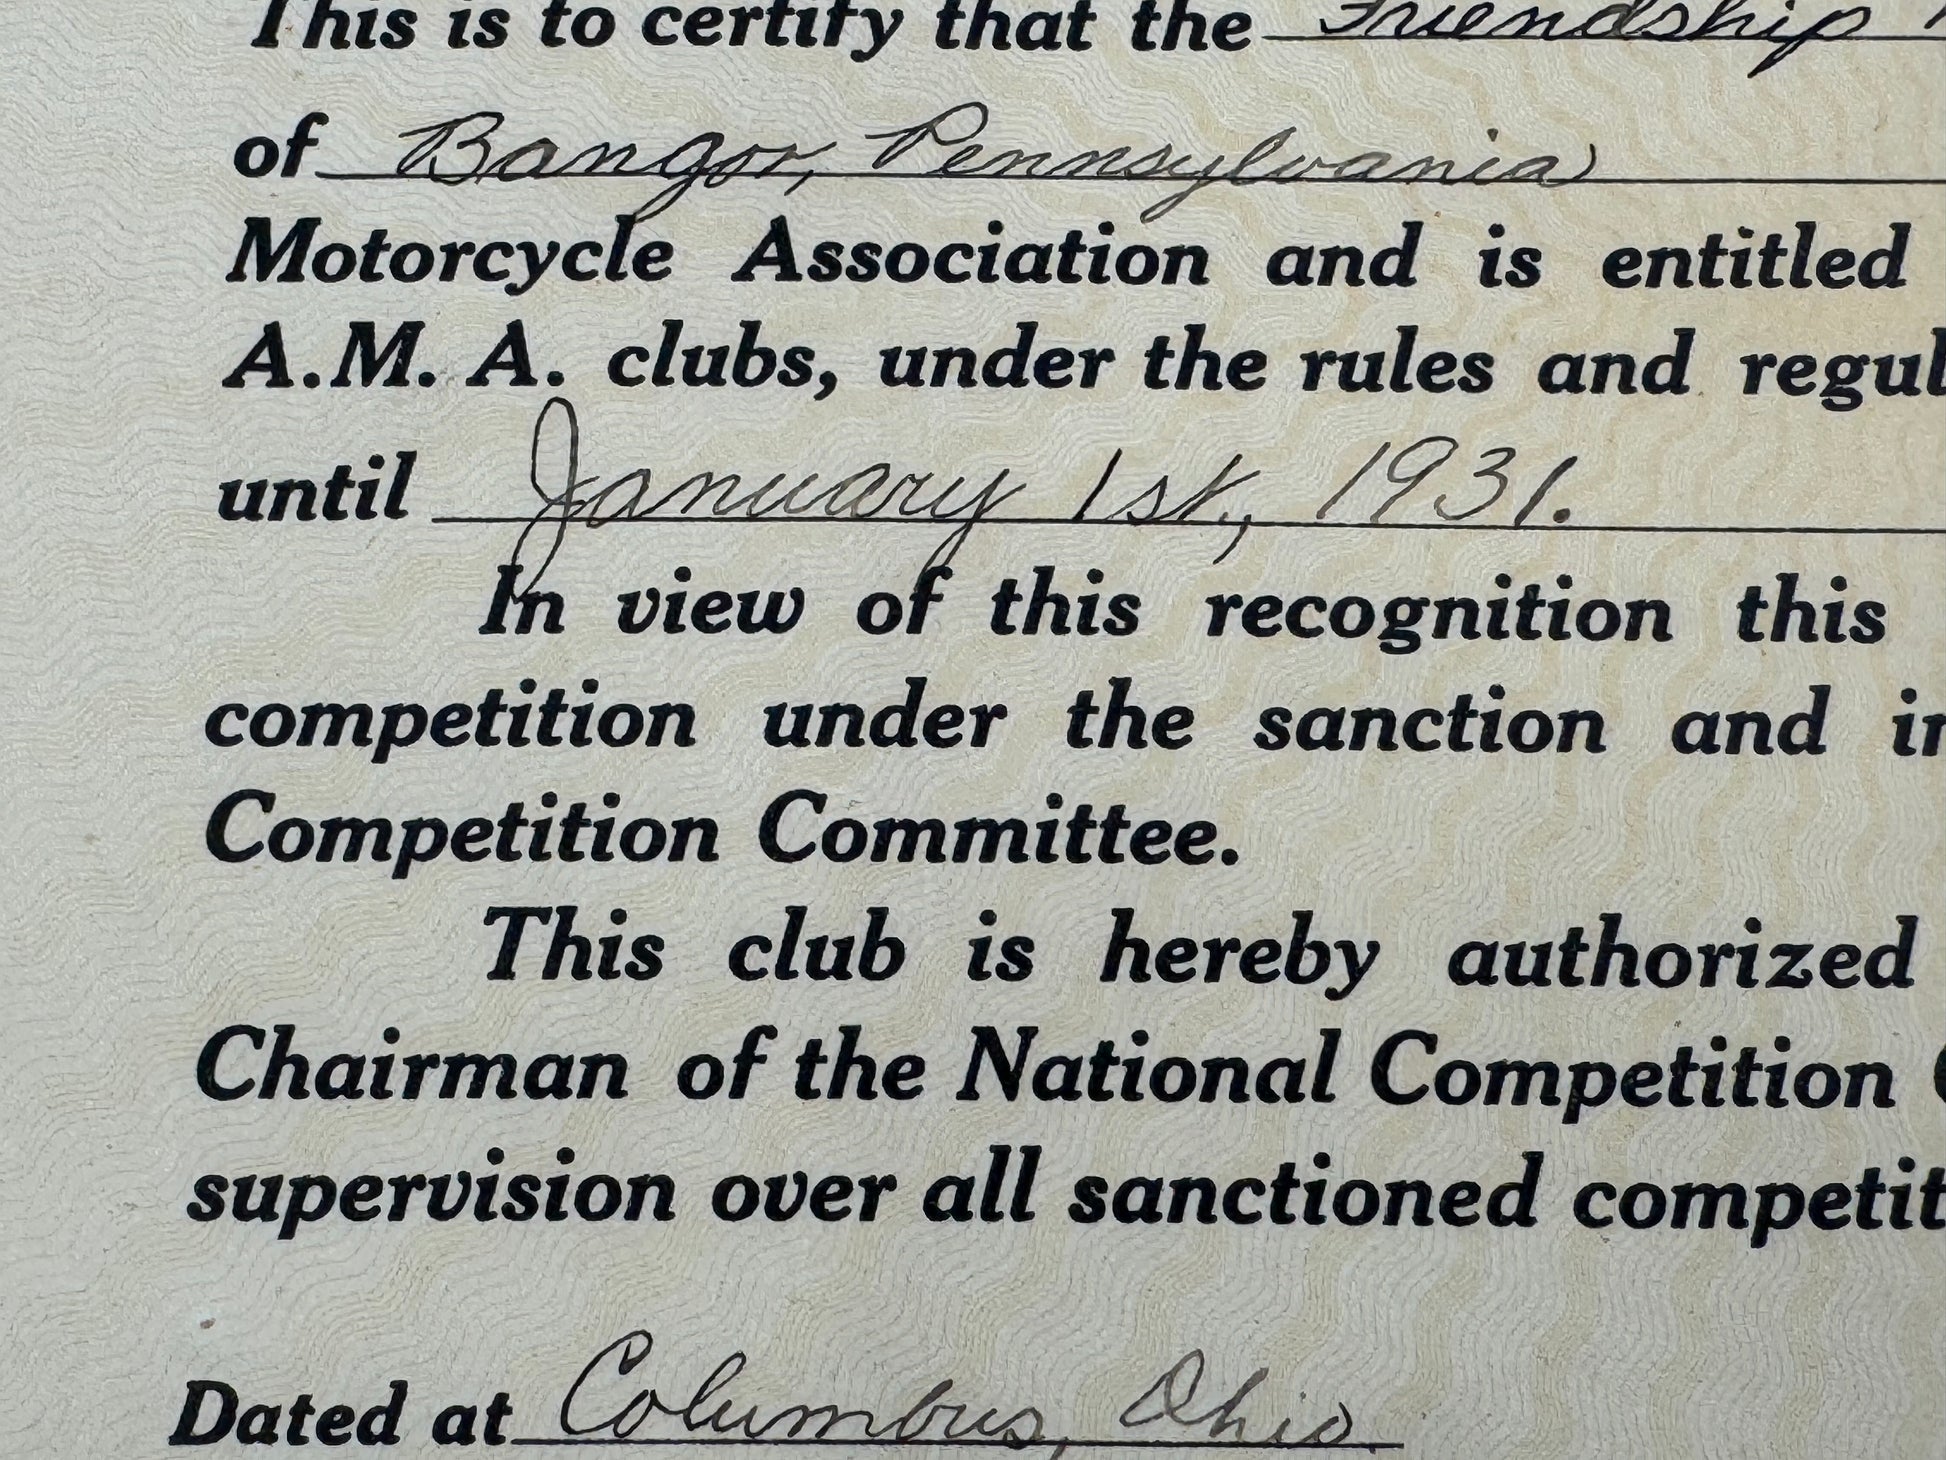 This is to certify that the Friendship
of Bangor, Pennsylvania
Motorcycle Association and is entitled
A. M. A. clubs, under the rules and regul
until January 1st., 1931.
In view of this recognition this
competition under the sanction and in
Competition Committee.
This club is hereby authorized
Chairman of the National Competition
supervision over all sanctioned competit
Dated at Columbus, Ohio.